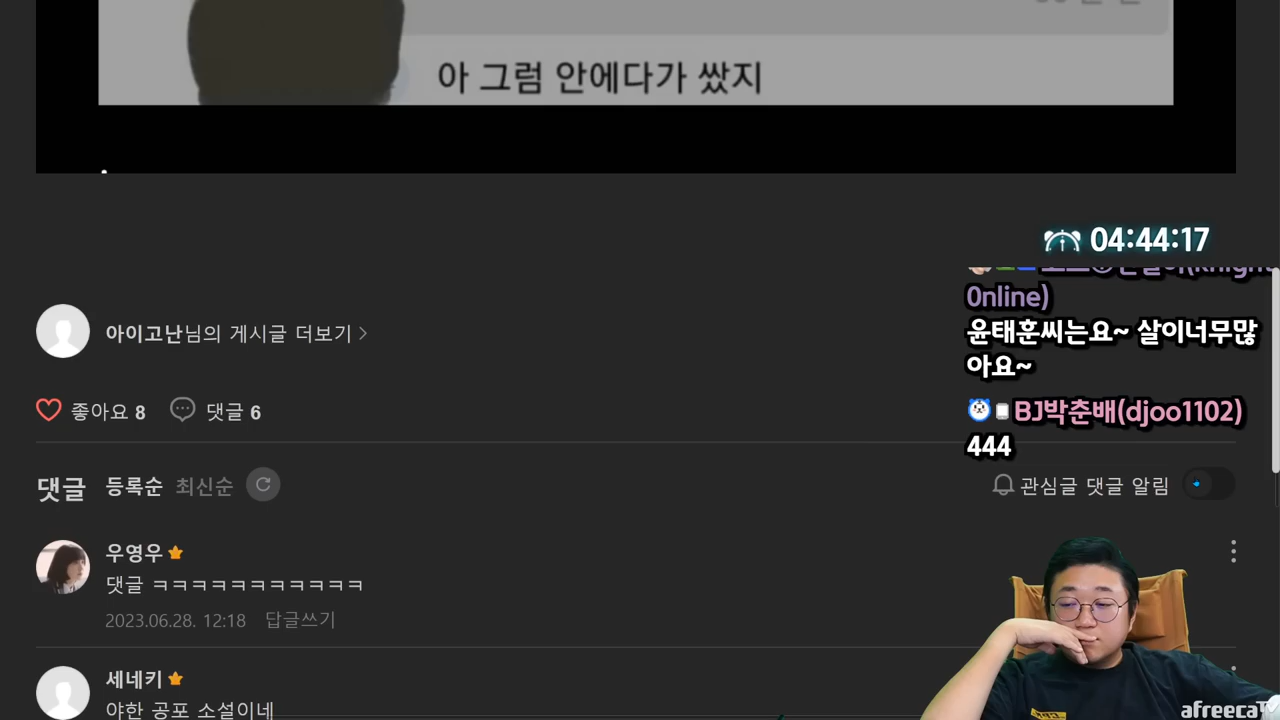 아 그럼 안에다가 쌌지
04:44:17
0nline)
윤태훈씨는요~ 살이너무많
아요~
BJ박춘배(djoo1102)
444
아이고난님의 게시글 더보기 >
좋아요 8 댓글 6
댓글 등록순 최신순
관심글 댓글 알림
우영우
댓글 ㅋㅋㅋㅋㅋㅋㅋㅋㅋㅋㅋ
2023.06.28. 12:18 답글쓰기
세네키
야한 공포 소설이네
afreecaTV